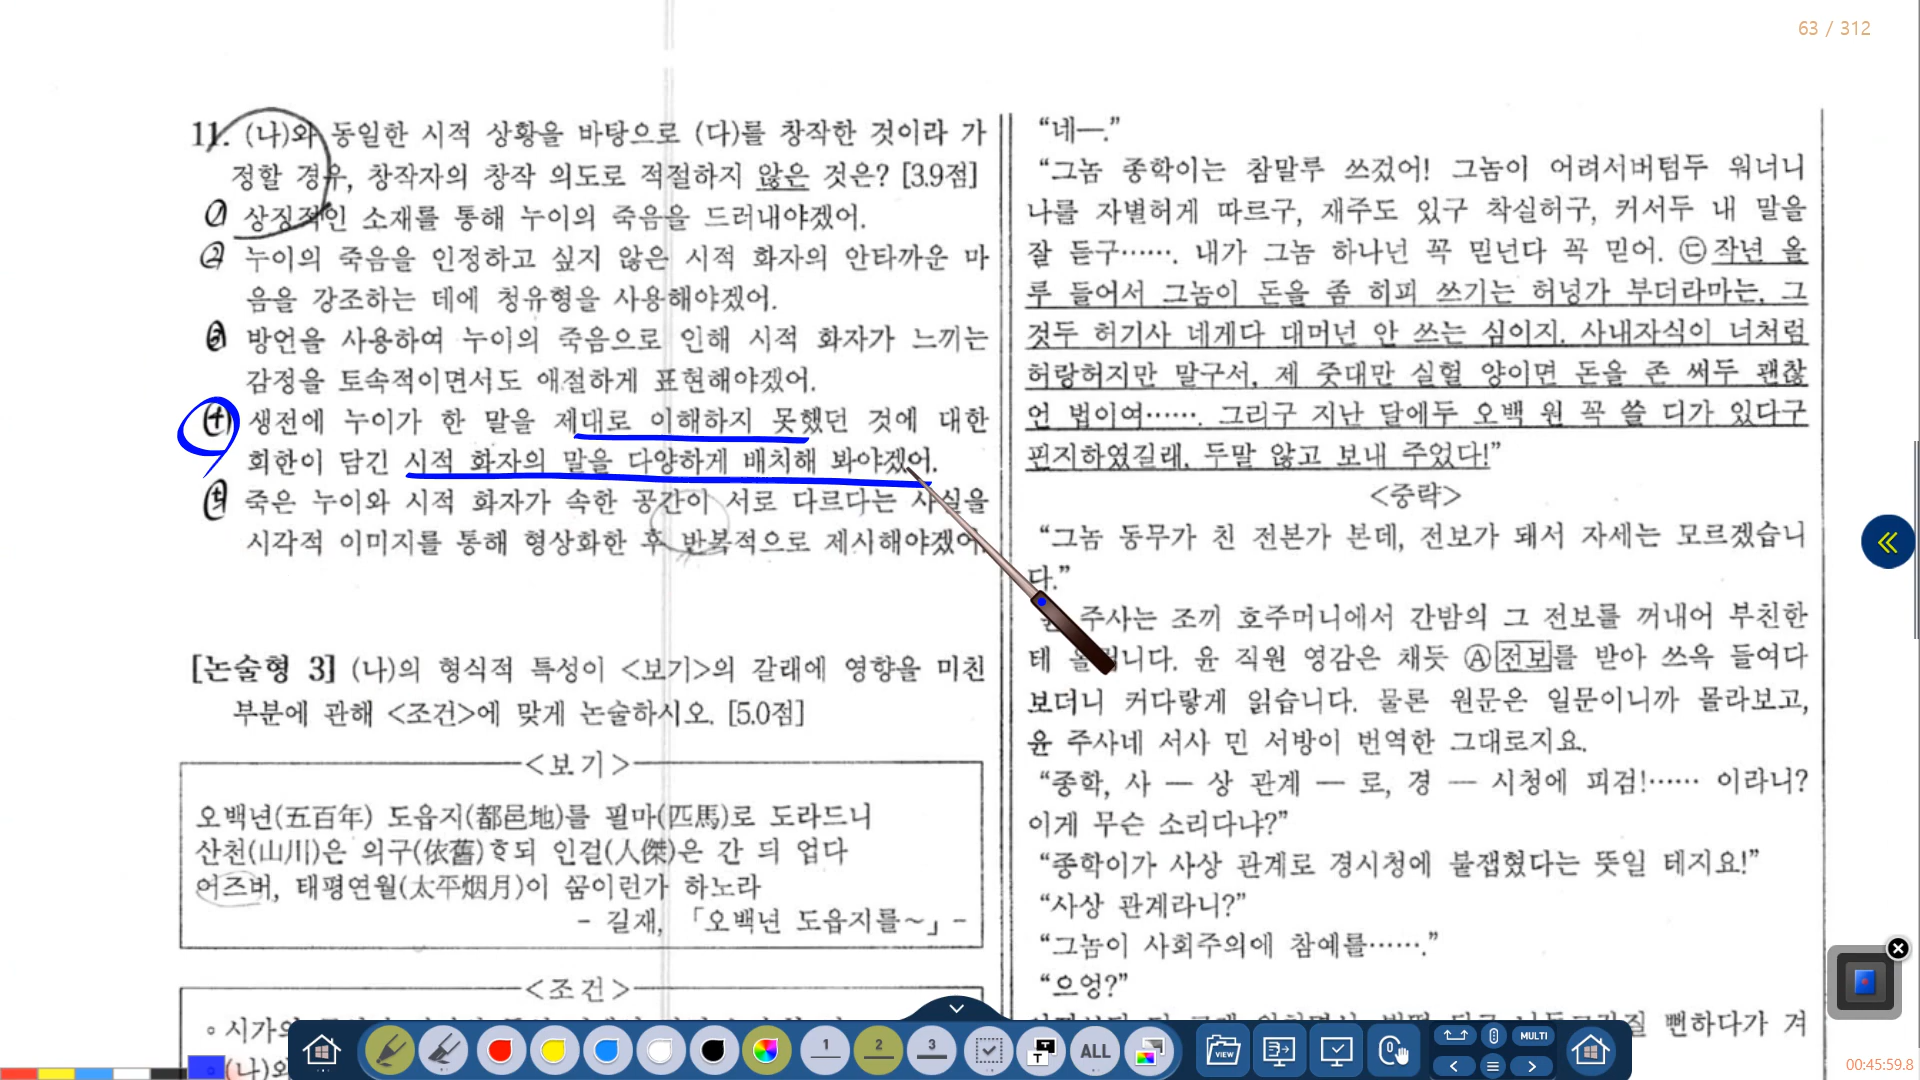 63 / 312
11. (나)와 동일한 시적 상황을 바탕으로 (다)를 창작한 것이라 가
정할 경우, 창작자의 창작 의도로 적절하지 않은 것은? [3.9점]
① 상징적인 소재를 통해 누이의 죽음을 드러내야겠어.
② 누이의 죽음을 인정하고 싶지 않은 시적 화자의 안타까운 마
음을 강조하는 데에 청유형을 사용해야겠어.
③ 방언을 사용하여 누이의 죽음으로 인해 시적 화자가 느끼는
감정을 토속적이면서도 애절하게 표현해야겠어.
④ 생전에 누이가 한 말을 제대로 이해하지 못했던 것에 대한
회한이 담긴 시적 화자의 말을 다양하게 배치해 봐야겠어.
⑤ 죽은 누이와 시적 화자가 속한 공간이 서로 다르다는 사실을
시각적 이미지를 통해 형상화한 후 반복적으로 제시해야겠어.
[논술형 3] (나)의 형식적 특성이 <보기>의 갈래에 영향을 미친
부분에 관해 <조건>에 맞게 논술하시오. [5.0점]
<보기>
오백년(五百年) 도읍지(都邑地)를 필마(匹馬)로 도라드니
산천(山川)은 의구(依舊)ᄒᆞ되 인걸(人傑)은 간 듸 업다
어즈버, 태평연월(太平烟月)이 꿈이런가 하노라
- 길재, 「오백년 도읍지를~」-
<조건>
◦ 시가의
(나)와
“네―.”
“그놈 종학이는 참말루 쓰겄어! 그놈이 어려서버텀두 워너니
나를 자별허게 따르구, 재주도 있구 착실허구, 커서두 내 말을
잘 듣구……. 내가 그놈 하나넌 꼭 믿넌다 꼭 믿어. ㉢작년 올
루 들어서 그놈이 돈을 좀 히피 쓰기는 허넝가 부더라마는, 그
것두 허기사 네게다 대머넌 안 쓰는 심이지. 사내자식이 너처럼
허랑허지만 말구서, 제 줏대만 실헐 양이면 돈을 존 써두 괜찮
언 법이여……. 그리구 지난 달에두 오백 원 꼭 쓸 디가 있다구
핀지하였길래, 두말 않고 보내 주었다!”
<중략>
“그놈 동무가 친 전본가 본데, 전보가 돼서 자세는 모르겠습니
다.”
윤 주사는 조끼 호주머니에서 간밤의 그 전보를 꺼내어 부친한
테 올립니다. 윤 직원 영감은 채듯 Ⓐ전보를 받아 쓰윽 들여다
보더니 커다랗게 읽습니다. 물론 원문은 일문이니까 몰라보고,
윤 주사네 서사 민 서방이 번역한 그대로지요.
“종학, 사 ― 상 관계 ― 로, 경 ― 시청에 피검!…… 이라니?
이게 무슨 소리다냐?”
“종학이가 사상 관계로 경시청에 붙잽혔다는 뜻일 테지요!”
“사상 관계라니?”
“그놈이 사회주의에 참예를…….”
“으엉?”
뻔하다가 겨
1
2
3
T
T
ALL
VIEW
MULTI
00:45:59.8